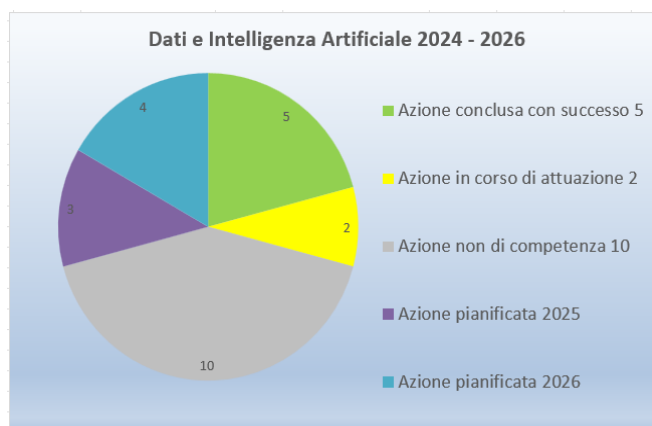 Dati e Intelligenza Artificiale 2024 - 2026
4
5
3
2
10
Azione conclusa con successo 5
Azione in corso di attuazione 2
Azione non di competenza 10
Azione pianificata 2025
Azione pianificata 2026